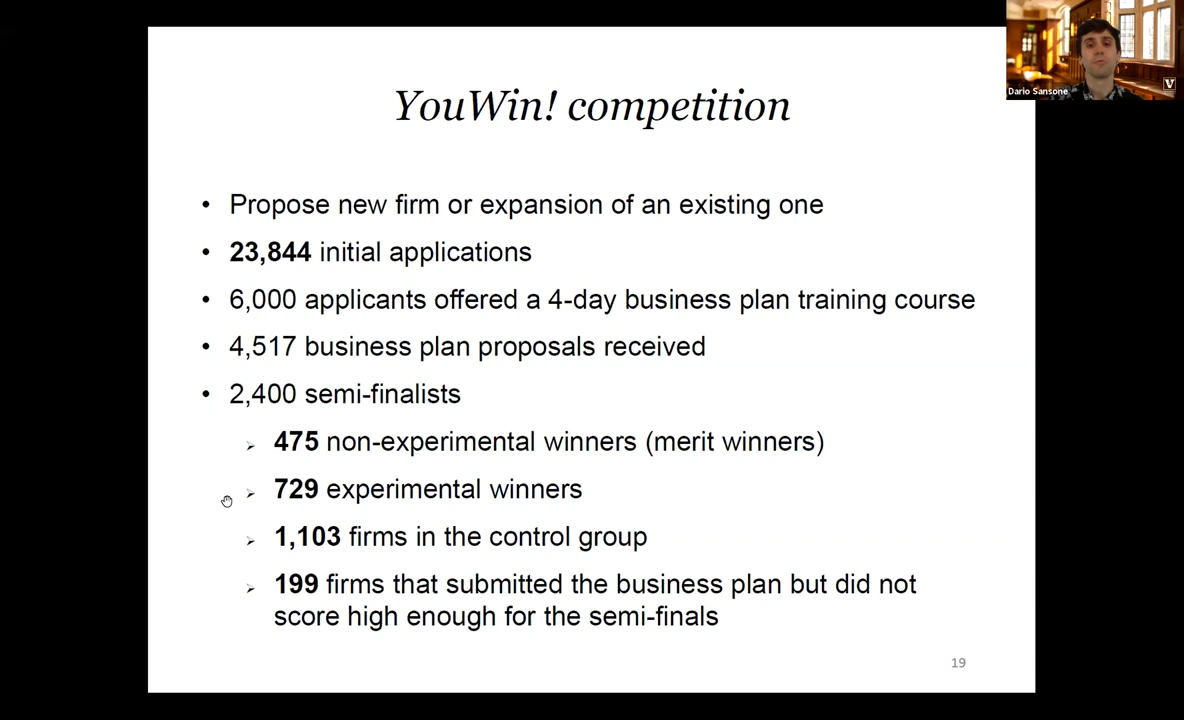 Dario Sansone
V
YouWin! competition
• Propose new firm or expansion of an existing one
• 23,844 initial applications
• 6,000 applicants offered a 4-day business plan training course
• 4,517 business plan proposals received
• 2,400 semi-finalists
➢ 475 non-experimental winners (merit winners)
➢ 729 experimental winners
➢ 1,103 firms in the control group
➢ 199 firms that submitted the business plan but did not
score high enough for the semi-finals
19